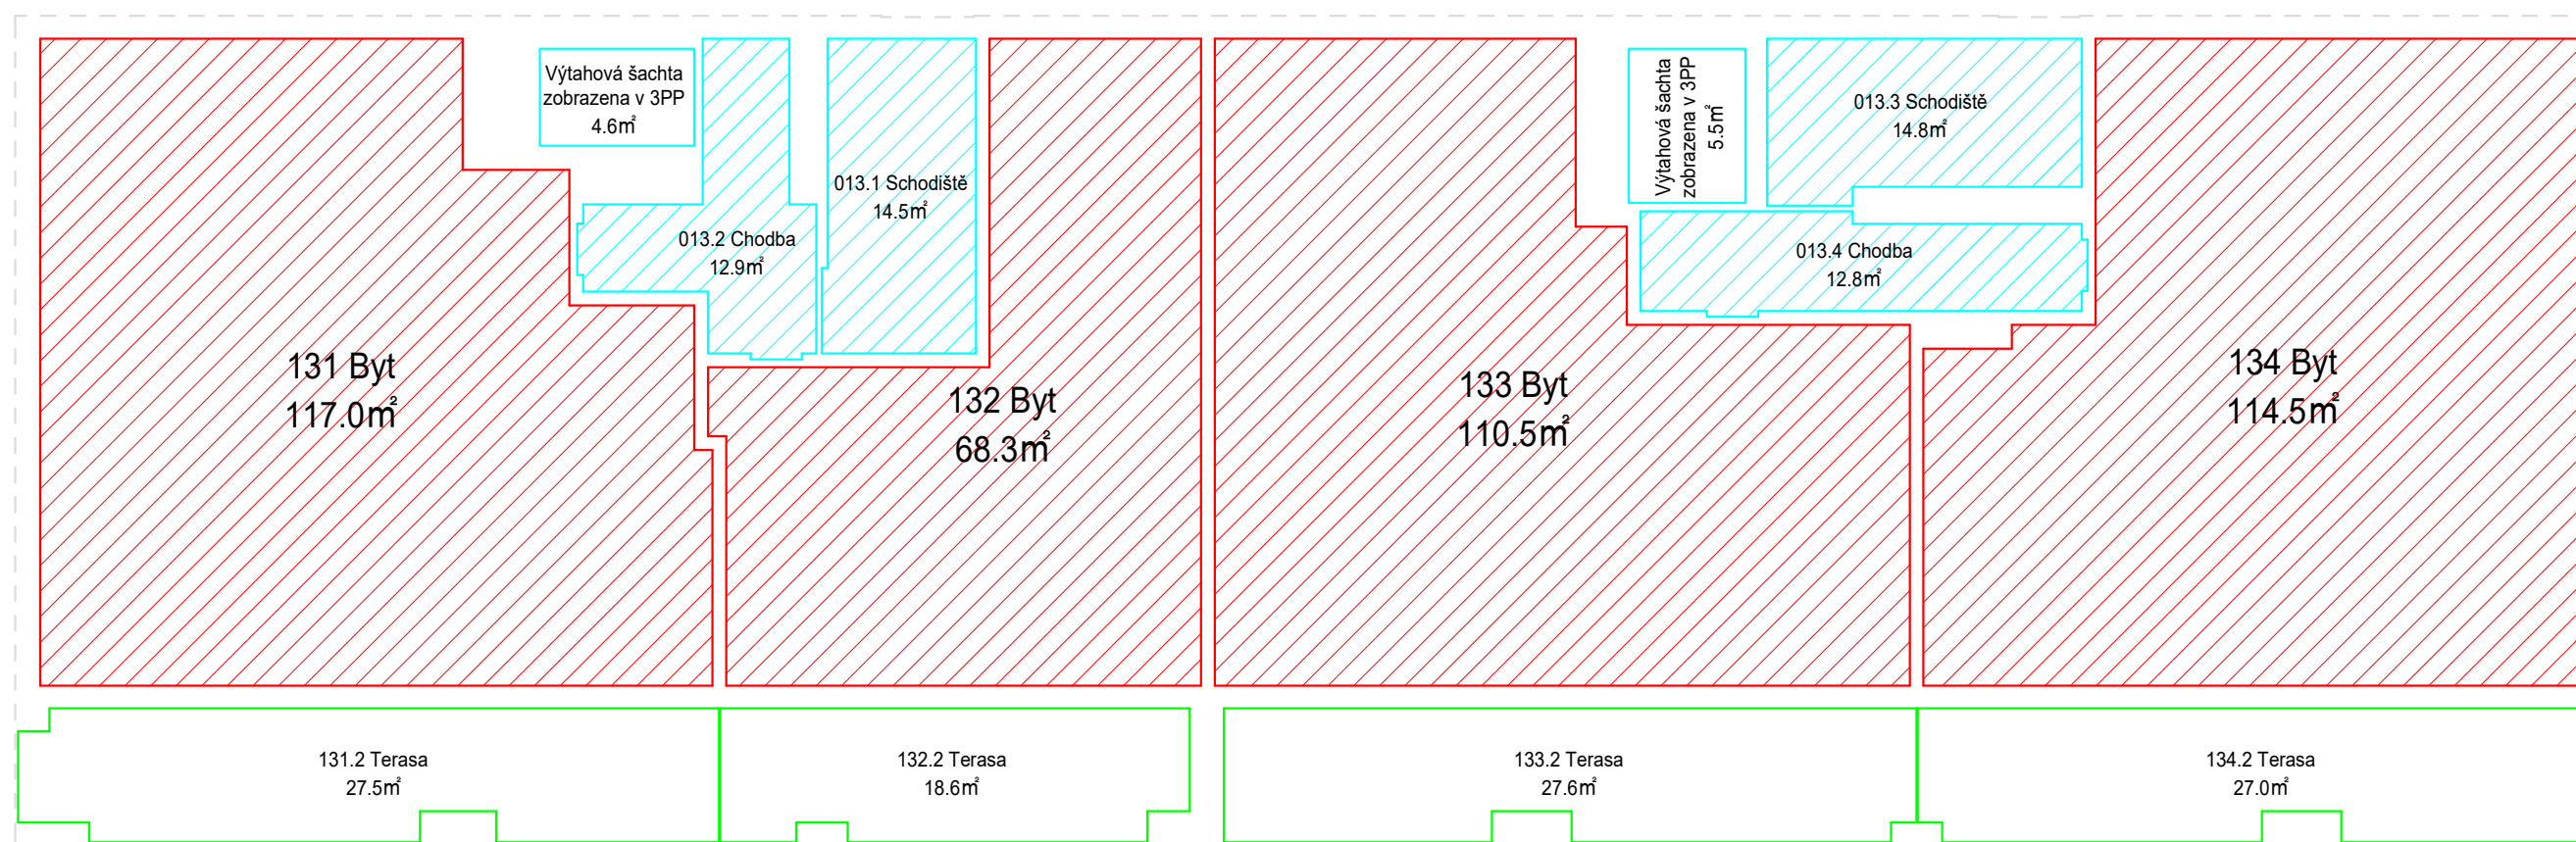 Výtahová šachta
zobrazena v 3PP
4.6m²
013.1 Schodiště
14.5m²
013.2 Chodba
12.9m²
Výtahová šachta
zobrazena v 3PP
5.5m²
013.3 Schodiště
14.8m²
013.4 Chodba
12.8m²
131 Byt
117.0m²
132 Byt
68.3m²
133 Byt
110.5m²
134 Byt
114.5m²
131.2 Terasa
27.5m²
132.2 Terasa
18.6m²
133.2 Terasa
27.6m²
134.2 Terasa
27.0m²